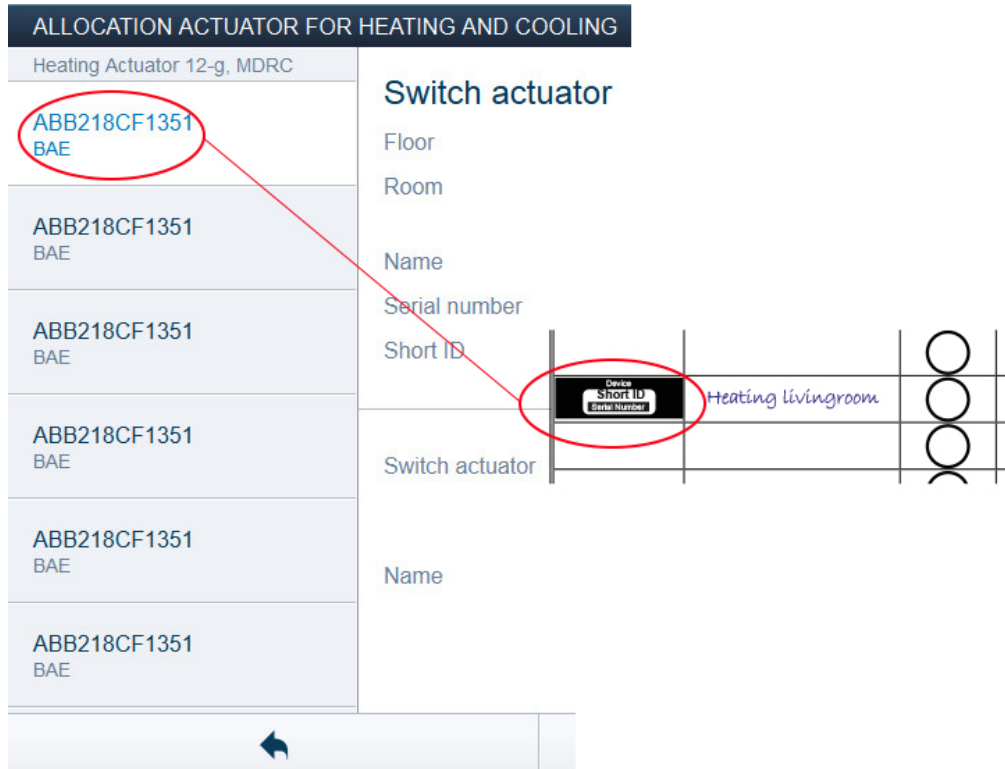 ALLOCATION ACTUATOR FOR HEATING AND COOLING
Heating Actuator 12-g, MDRC
ABB218CF1351
BAE
ABB218CF1351
BAE
ABB218CF1351
BAE
ABB218CF1351
BAE
ABB218CF1351
BAE
ABB218CF1351
BAE
Switch actuator
Floor
Room
Name
Serial number
Short ID
Device
Short ID
Serial Number
Heating livingroom
Switch actuator
Name